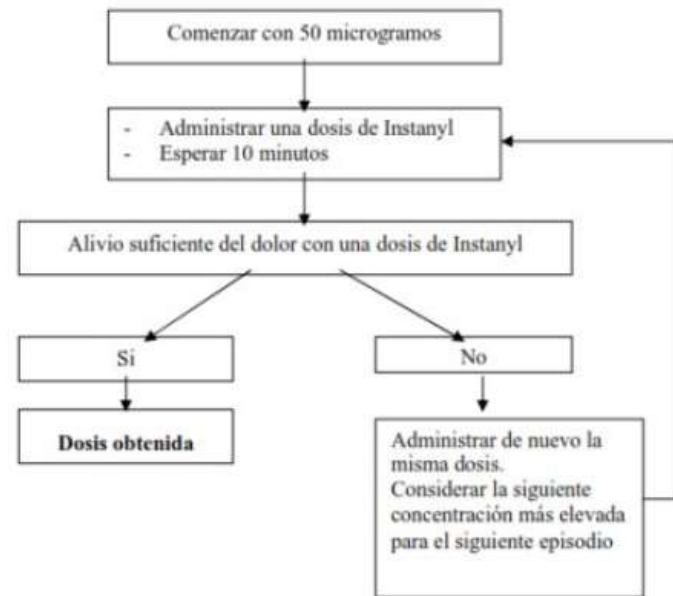 Comenzar con 50 microgramos
- Administrar una dosis de Instanyl
- Esperar 10 minutos
Alivio suficiente del dolor con una dosis de Instanyl
Si
No
Dosis obtenida
Administrar de nuevo la
misma dosis.
Considerar la siguiente
concentración más elevada
para el siguiente episodio